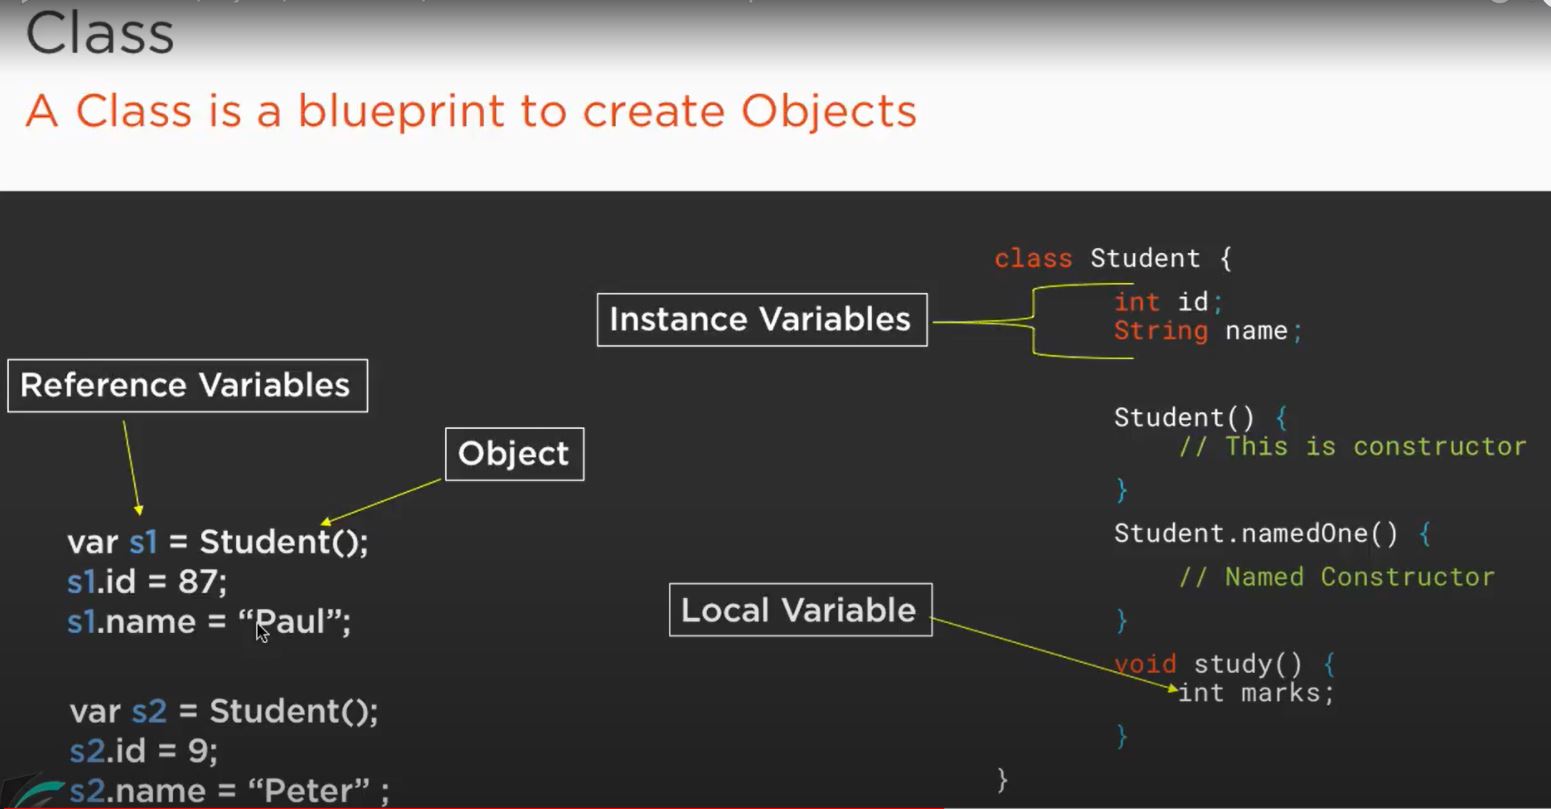 Class
A Class is a blueprint to create Objects
Reference Variables
Object
var s1 = Student();
s1.id = 87;
s1.name = “Paul”;
var s2 = Student();
s2.id = 9;
s2.name = “Peter” ;
Instance Variables
Local Variable
class Student {
int id;
String name;
Student() {
// This is constructor
}
Student.namedOne() {
// Named Constructor
}
void study() {
int marks;
}
}